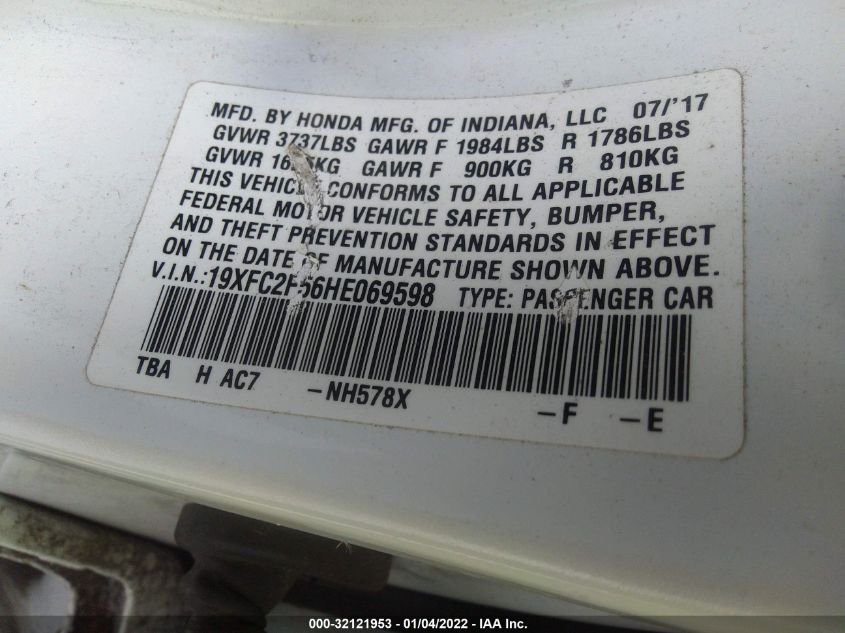 MFD. BY HONDA MFG. OF INDIANA, LLC 07/'17
GVWR 3737LBS GAWR F 1984LBS R 1786LBS
GVWR GAWR F 900KG R 810KG
THIS VEHICLE CONFORMS TO ALL APPLICABLE
FEDERAL MOTOR VEHICLE SAFETY, BUMPER,
AND THEFT PREVENTION STANDARDS IN EFFECT
ON THE DATE OF MANUFACTURE SHOWN ABOVE.
V.I.N.:19XFC2F56HE069598 TYPE: PASSENGER CAR
TBA H AC7 -NH578X -F -E
000-32121953 - 01/04/2022 - IAA Inc.